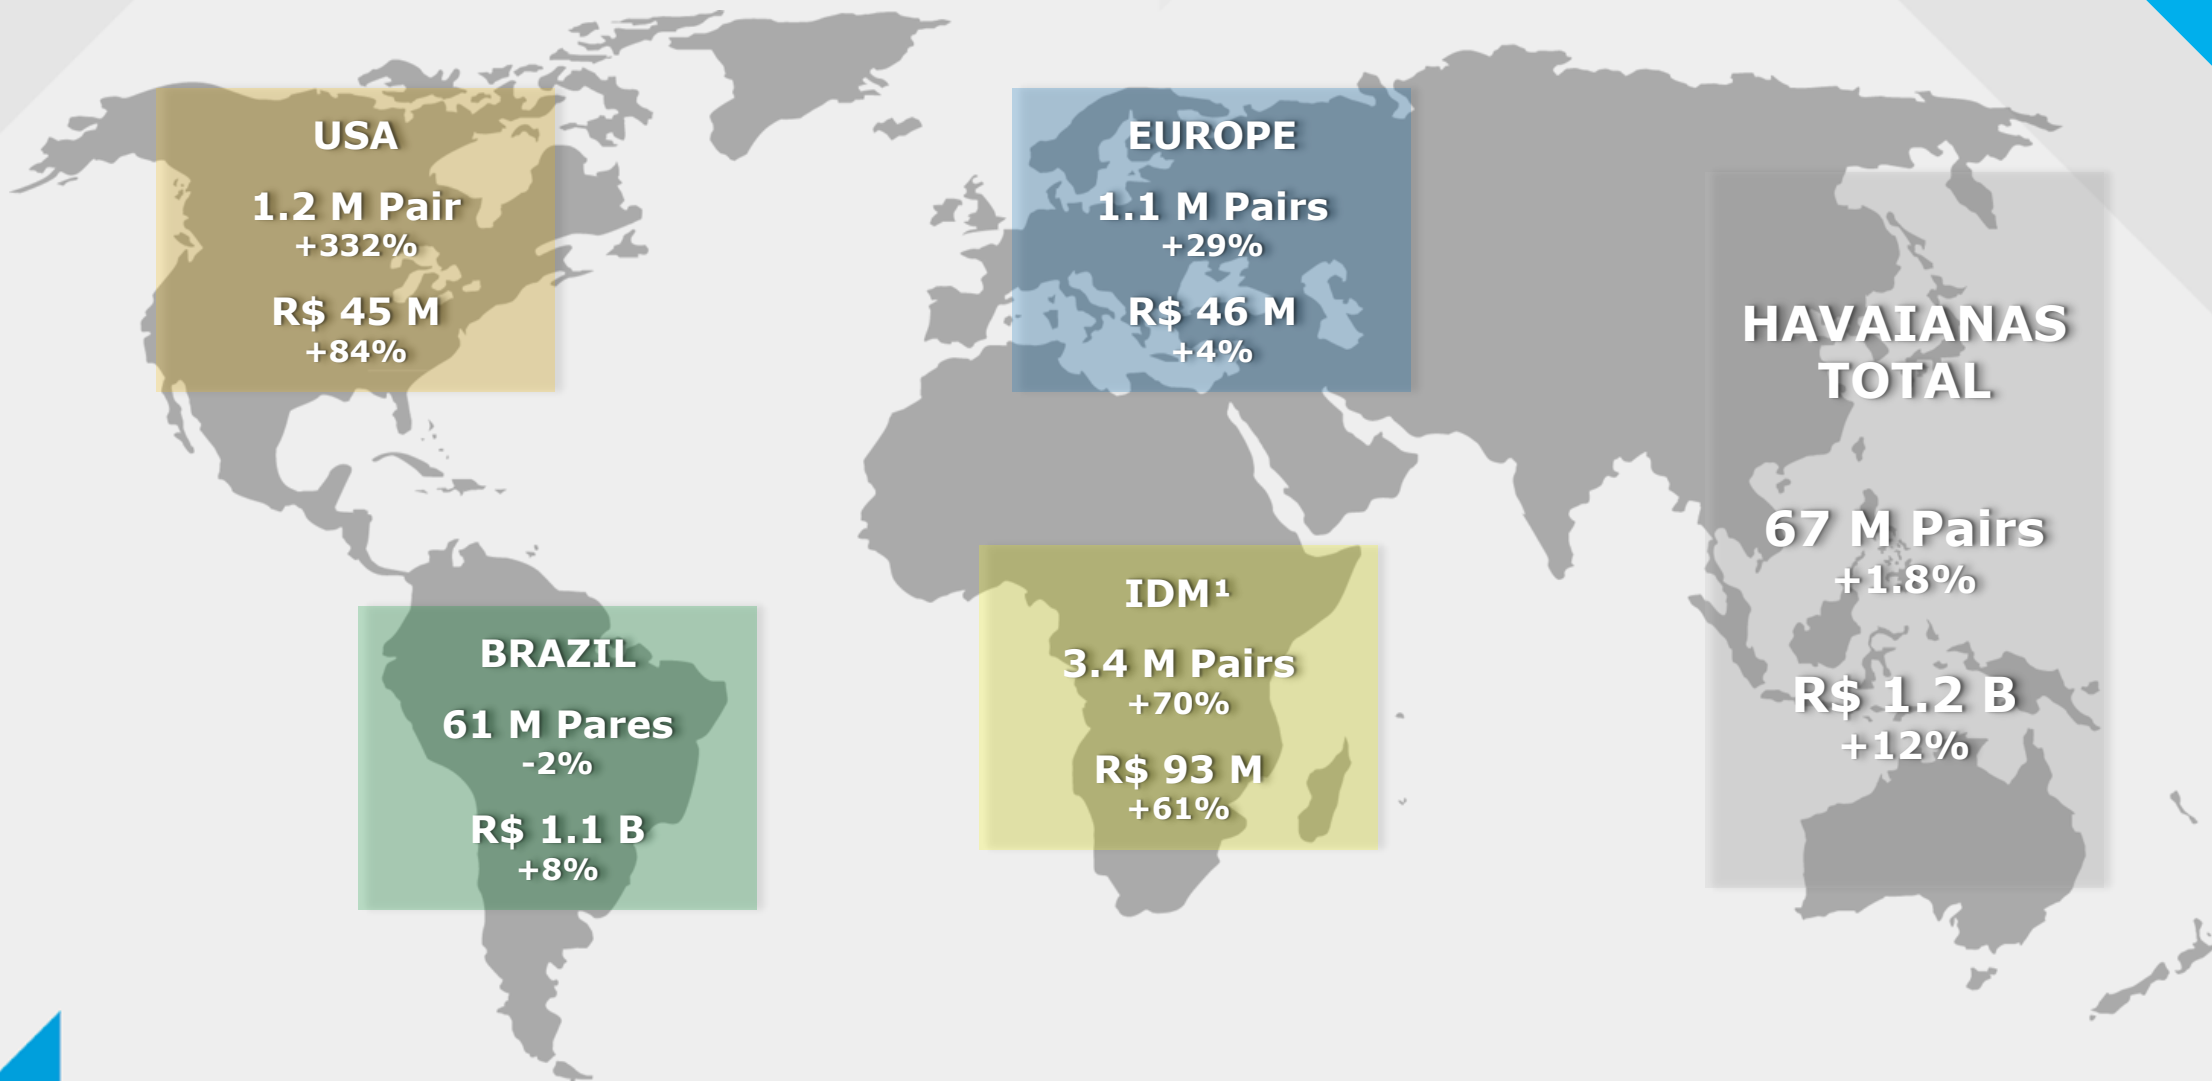 USA
1.2 M Pair
+332%
R$ 45 M
+84%
EUROPE
1.1 M Pairs
+29%
R$ 46 M
+4%
BRAZIL
61 M Pares
-2%
R$ 1.1 B
+8%
IDM¹
3.4 M Pairs
+70%
R$ 93 M
+61%
HAVAIANAS
TOTAL
67 M Pairs
+1.8%
R$ 1.2 B
+12%